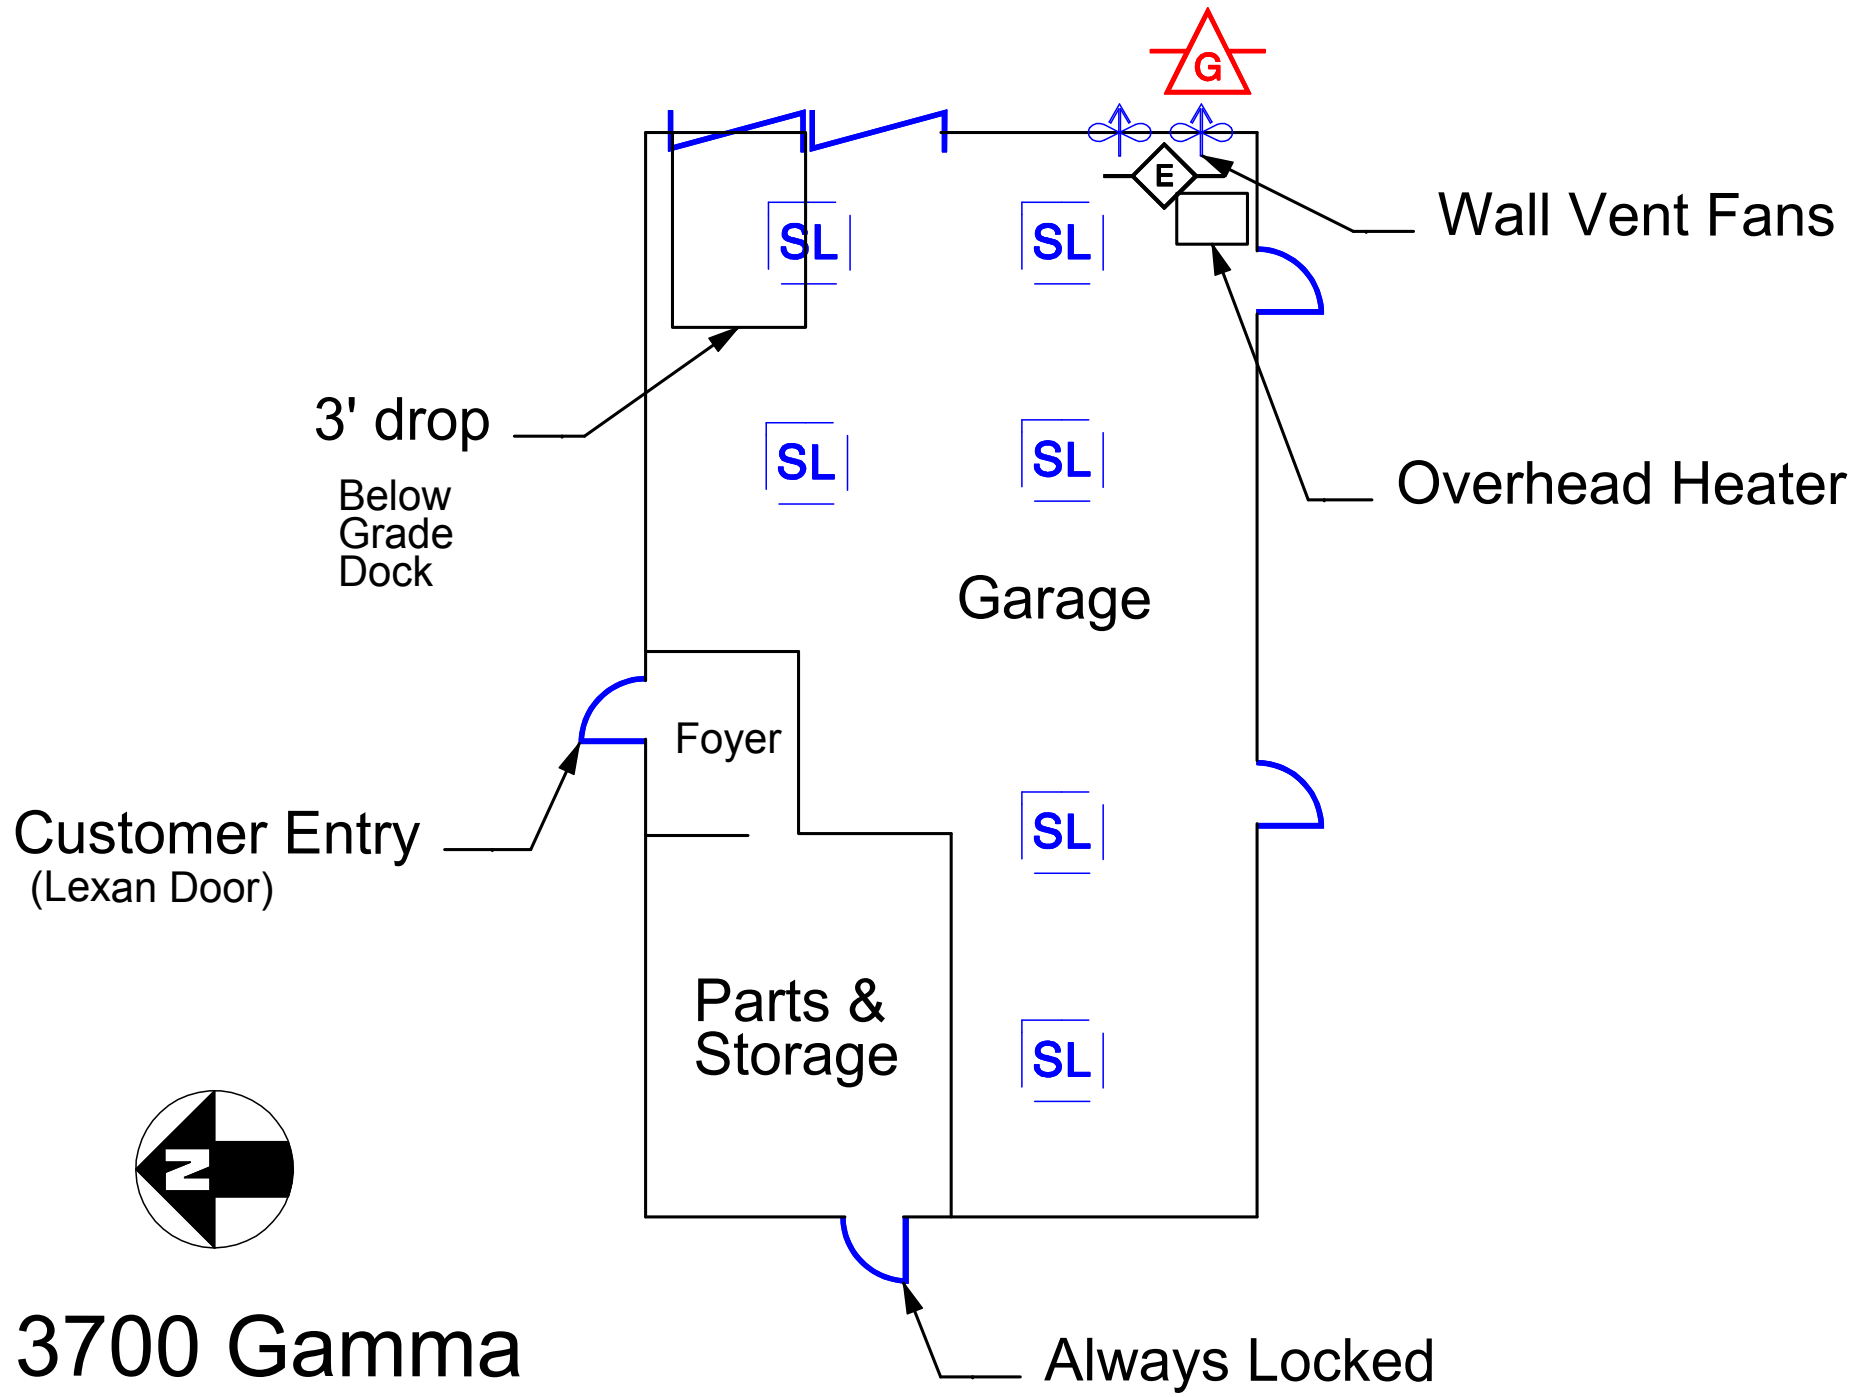 G
E
Wall Vent Fans
SL
SL
3' drop
Below
Grade
Dock
SL
SL
Overhead Heater
Garage
Foyer
Customer Entry
(Lexan Door)
SL
Parts &
Storage
SL
N
3700 Gamma
Always Locked